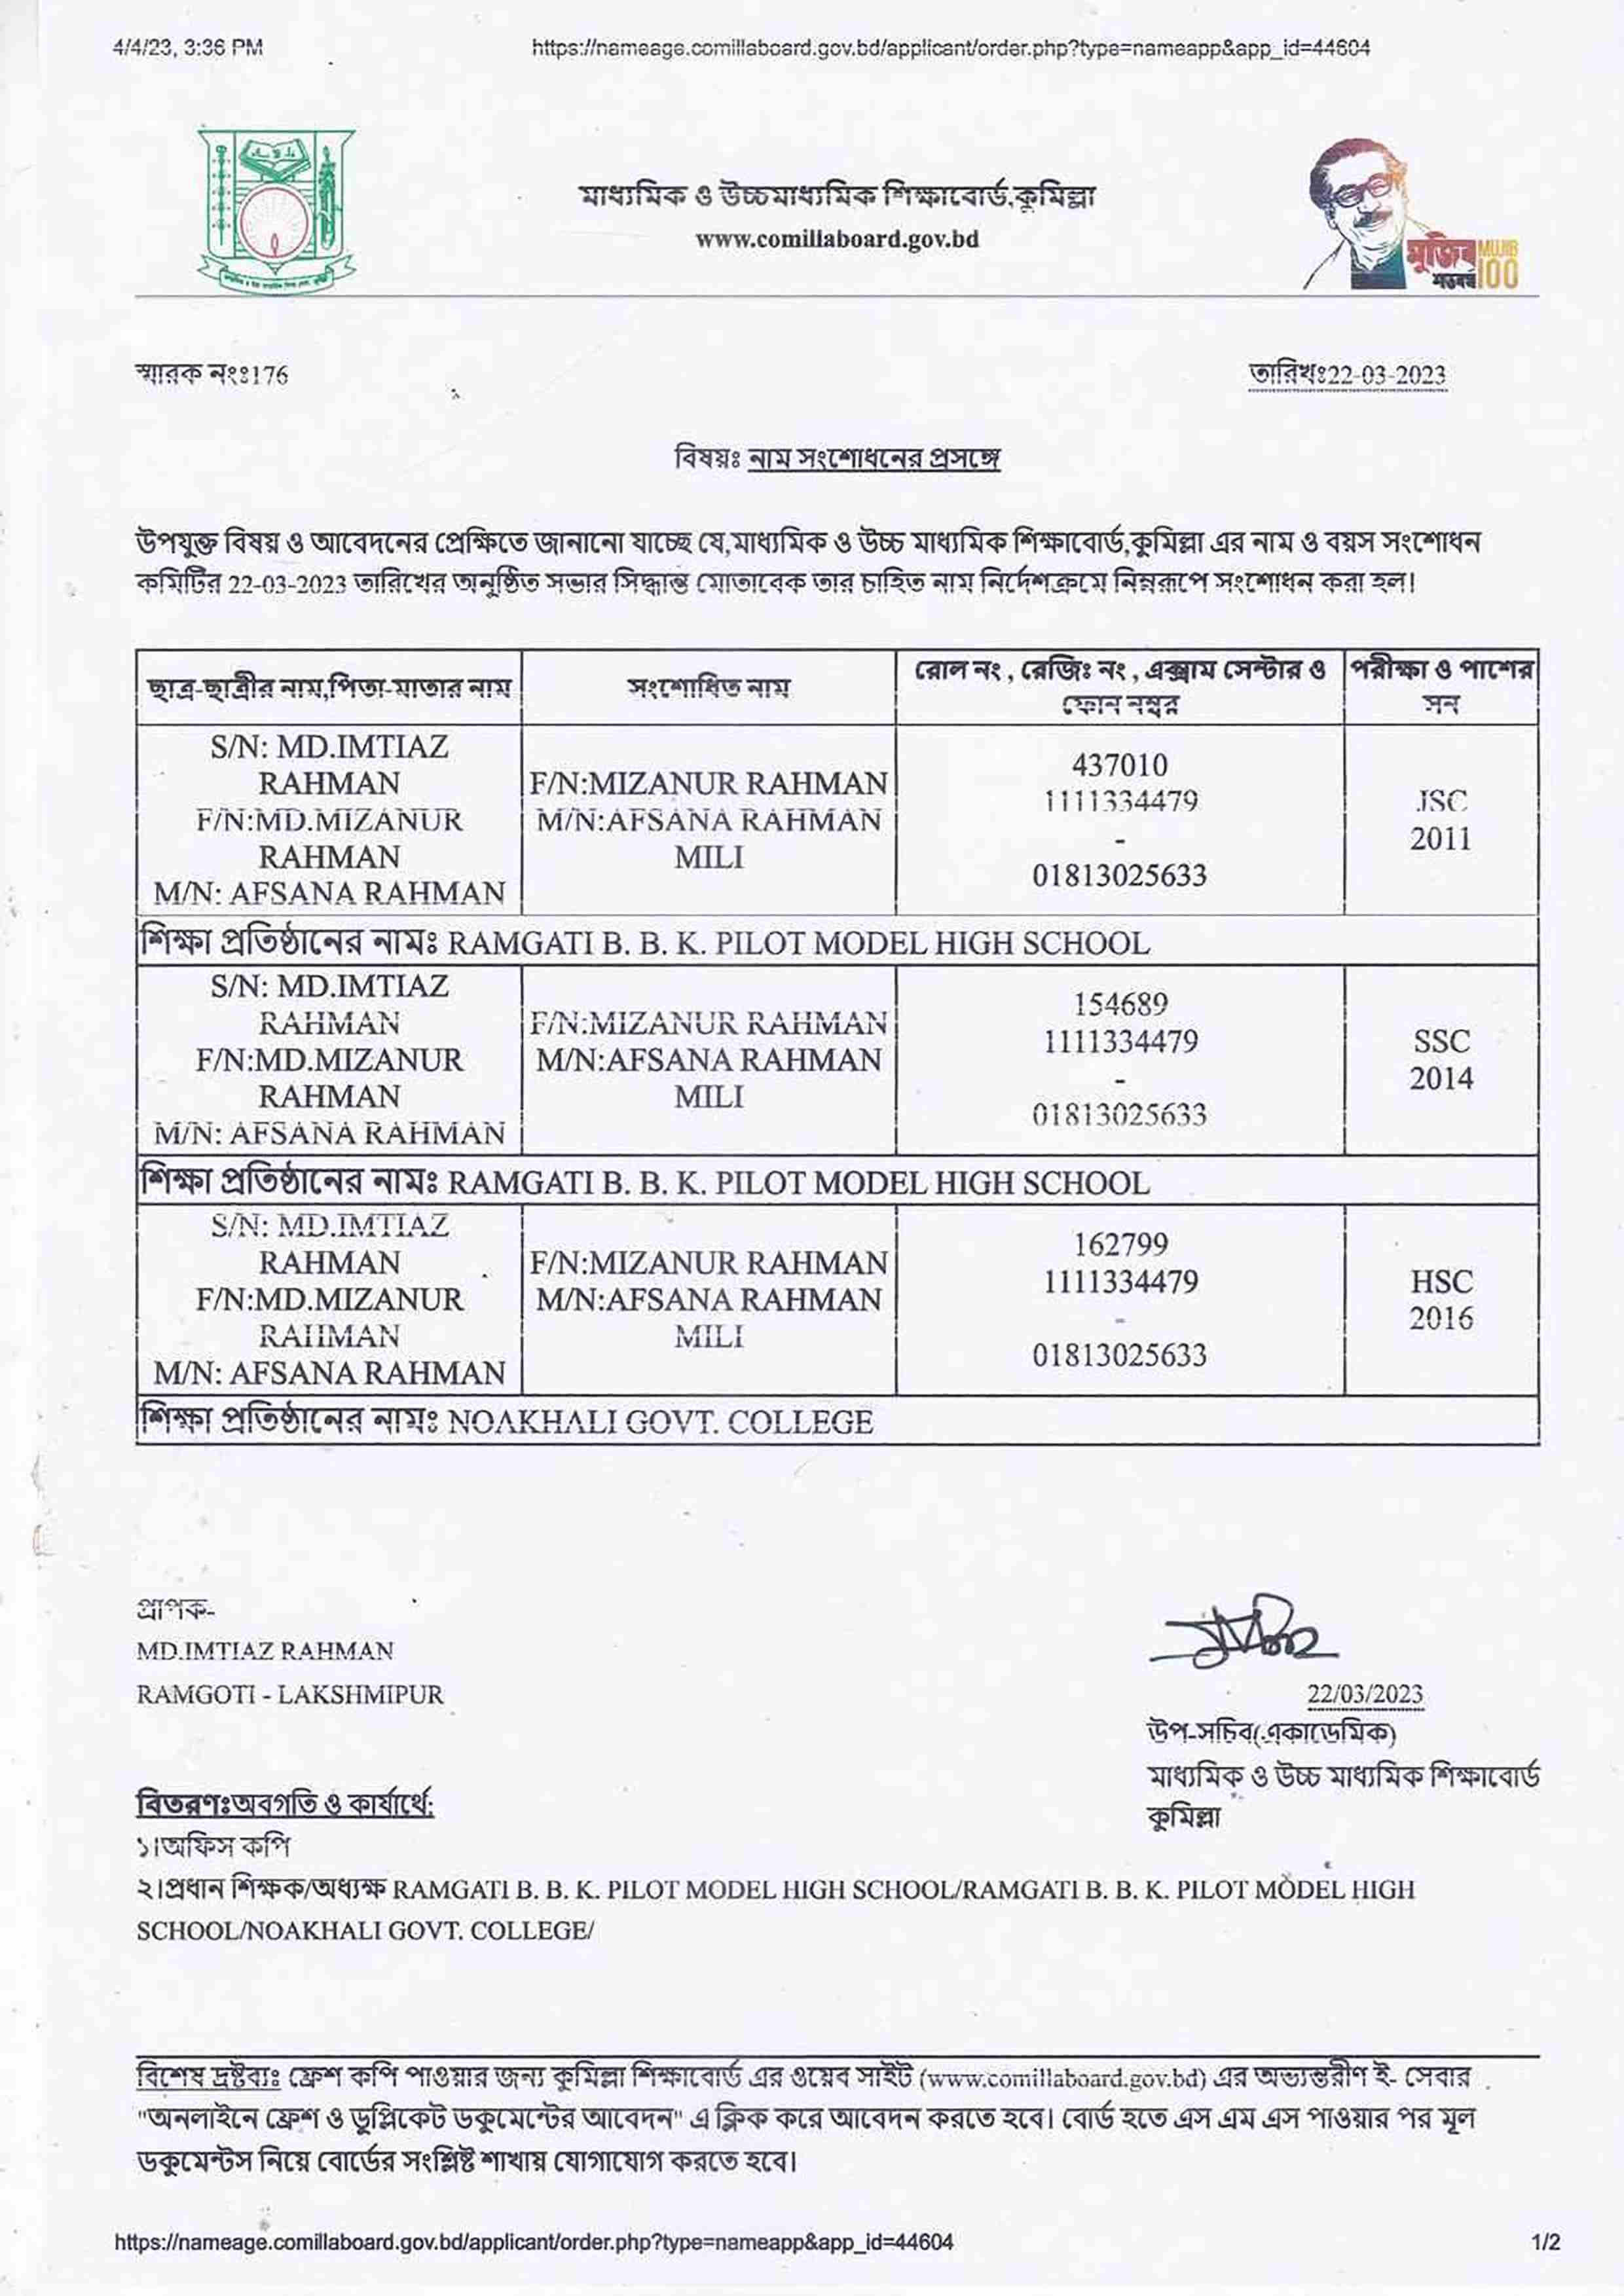 4/4/23, 3:36 PM
https://nameage.comillaboard.gov.bd/applicant/order.php?type=nameapp&app_id=44604
মাধ্যমিক ও উচ্চমাধ্যমিক শিক্ষাবোর্ড,কুমিল্লা
www.comillaboard.gov.bd
মুজিব MUJIB
শতবর্ষ 100
স্মারক নংঃ176
তারিখঃ22-03-2023
বিষয়ঃ নাম সংশোধনের প্রসঙ্গে
উপযুক্ত বিষয় ও আবেদনের প্রেক্ষিতে জানানো যাচ্ছে যে,মাধ্যমিক ও উচ্চ মাধ্যমিক শিক্ষাবোর্ড,কুমিল্লা এর নাম ও বয়স সংশোধন
কমিটির 22-03-2023 তারিখের অনুষ্ঠিত সভার সিদ্ধান্ত মোতাবেক তার চাহিত নাম নির্দেশক্রমে নিম্নরূপে সংশোধন করা হল।
ছাত্র-ছাত্রীর নাম,পিতা-মাতার নাম
সংশোধিত নাম
রোল নং , রেজিঃ নং , এক্সাম সেন্টার ও
ফোন নম্বর
পরীক্ষা ও পাশের
সন
S/N: MD.IMTIAZ
RAHMAN
F/N:MD.MIZANUR
RAHMAN
M/N: AFSANA RAHMAN
F/N:MIZANUR RAHMAN
M/N:AFSANA RAHMAN
MILI
437010
1111334479
-
01813025633
JSC
2011
শিক্ষা প্রতিষ্ঠানের নামঃ RAMGATI B. B. K. PILOT MODEL HIGH SCHOOL
S/N: MD.IMTIAZ
RAHMAN
F/N:MD.MIZANUR
RAHMAN
M/N: AFSANA RAHMAN
F/N:MIZANUR RAHMAN
M/N:AFSANA RAHMAN
MILI
154689
1111334479
-
01813025633
SSC
2014
শিক্ষা প্রতিষ্ঠানের নামঃ RAMGATI B. B. K. PILOT MODEL HIGH SCHOOL
S/N: MD.IMTIAZ
RAHMAN
F/N:MD.MIZANUR
RAHMAN
M/N: AFSANA RAHMAN
F/N:MIZANUR RAHMAN
M/N:AFSANA RAHMAN
MILI
162799
1111334479
-
01813025633
HSC
2016
শিক্ষা প্রতিষ্ঠানের নামঃ NOAKHALI GOVT. COLLEGE
প্রাপক-
MD.IMTIAZ RAHMAN
RAMGOTI - LAKSHMIPUR
22/03/2023
উপ-সচিব(একাডেমিক)
মাধ্যমিক ও উচ্চ মাধ্যমিক শিক্ষাবোর্ড
কুমিল্লা
বিতরণঃঅবগতি ও কার্যার্থে:
১।অফিস কপি
২।প্রধান শিক্ষক/অধ্যক্ষ RAMGATI B. B. K. PILOT MODEL HIGH SCHOOL/RAMGATI B. B. K. PILOT MODEL HIGH
SCHOOL/NOAKHALI GOVT. COLLEGE/
বিশেষ দ্রষ্টব্যঃ ফ্রেশ কপি পাওয়ার জন্য কুমিল্লা শিক্ষাবোর্ড এর ওয়েব সাইট (www.comillaboard.gov.bd) এর অভ্যন্তরীণ ই- সেবার
"অনলাইনে ফ্রেশ ও ডুপ্লিকেট ডকুমেন্টের আবেদন" এ ক্লিক করে আবেদন করতে হবে। বোর্ড হতে এস এম এস পাওয়ার পর মূল
ডকুমেন্টস নিয়ে বোর্ডের সংশ্লিষ্ট শাখায় যোগাযোগ করতে হবে।
https://nameage.comillaboard.gov.bd/applicant/order.php?type=nameapp&app_id=44604
1/2